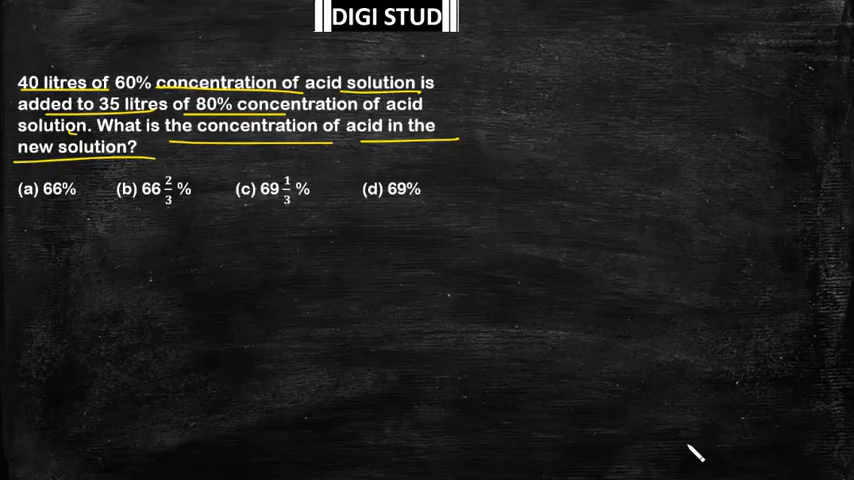 DIGI STUD
40 litres of 60% concentration of acid solution is
added to 35 litres of 80% concentration of acid
solution. What is the concentration of acid in the
new solution?
(a) 66% (b) 66 2/3 % (c) 69 1/3 % (d) 69%